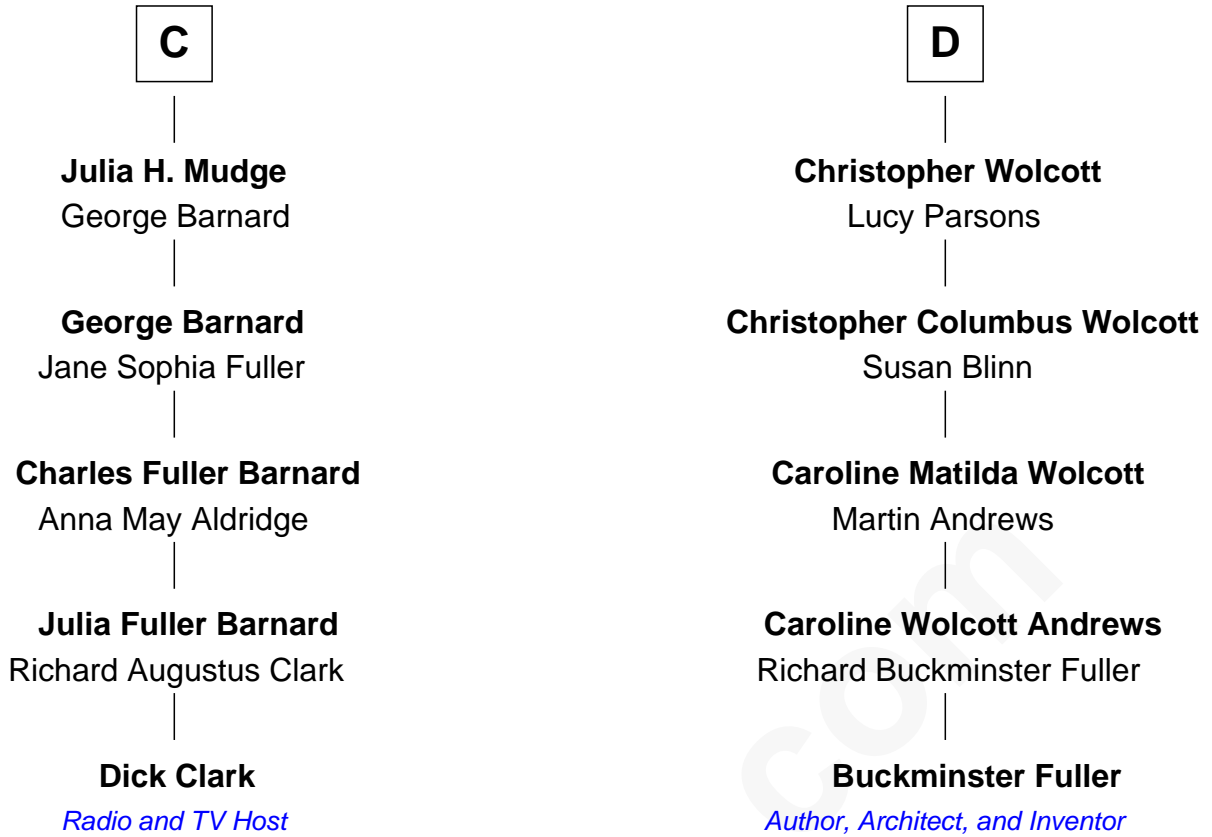 C
Julia H. Mudge
George Barnard
George Barnard
Jane Sophia Fuller
Charles Fuller Barnard
Anna May Aldridge
Julia Fuller Barnard
Richard Augustus Clark
Dick Clark
Radio and TV Host
D
Christopher Wolcott
Lucy Parsons
Christopher Columbus Wolcott
Susan Blinn
Caroline Matilda Wolcott
Martin Andrews
Caroline Wolcott Andrews
Richard Buckminster Fuller
Buckminster Fuller
Author, Architect, and Inventor
com